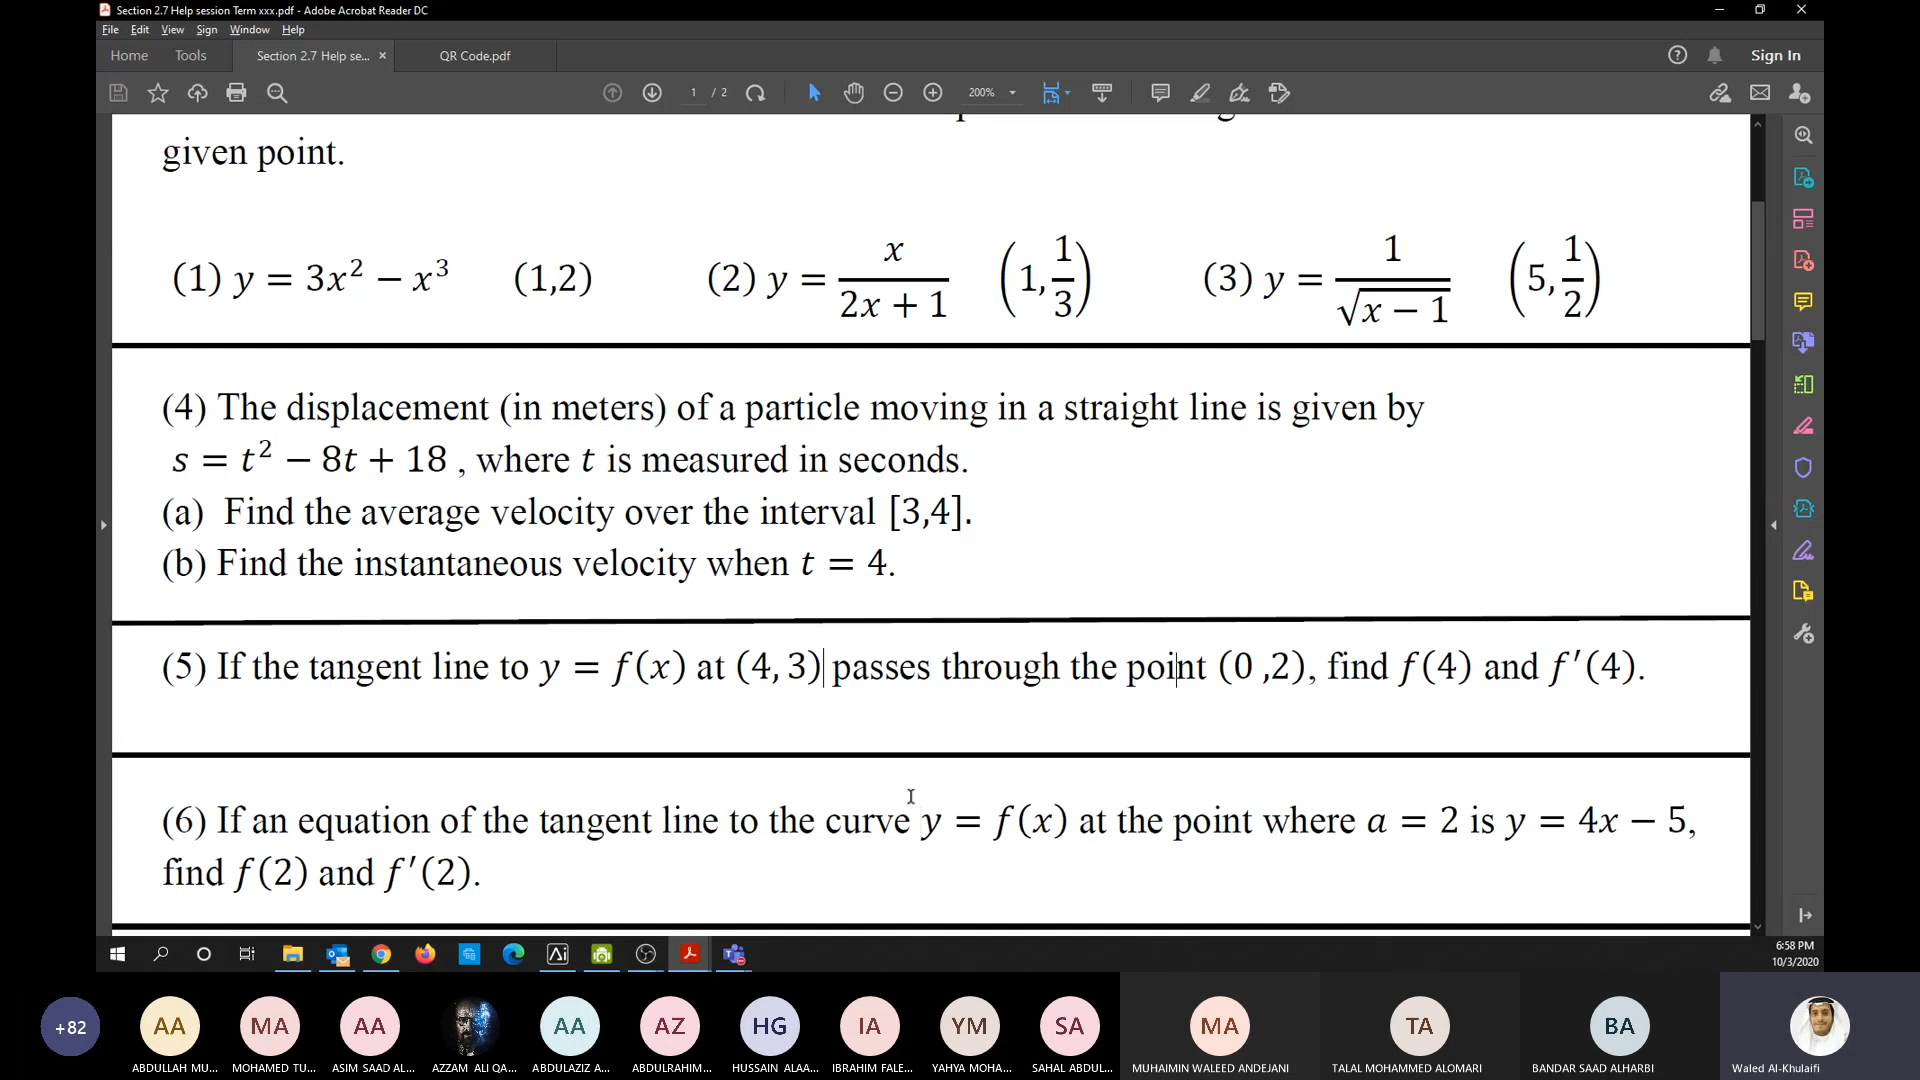 Section 2.7 Help session Term xxx.pdf - Adobe Acrobat Reader DC
File Edit View Sign Window Help
Home Tools Section 2.7 Help se... × QR Code.pdf Sign In
1 / 2 200%
given point.
(1) y = 3x² − x³ (1,2) (2) y = x/(2x + 1) (1, 1/3) (3) y = 1/√(x − 1) (5, 1/2)
(4) The displacement (in meters) of a particle moving in a straight line is given by
s = t² − 8t + 18 , where t is measured in seconds.
(a) Find the average velocity over the interval [3,4].
(b) Find the instantaneous velocity when t = 4.
(5) If the tangent line to y = f(x) at (4, 3) passes through the point (0 ,2), find f(4) and f′(4).
(6) If an equation of the tangent line to the curve y = f(x) at the point where a = 2 is y = 4x − 5,
find f(2) and f′(2).
6:58 PM
10/3/2020
+82 AA MA AA AA AZ HG IA YM SA MA TA BA
ABDULLAH MU... MOHAMED TU... ASIM SAAD AL... AZZAM ALI QA... ABDULAZIZ A... ABDULRAHIM... HUSSAIN ALAA... IBRAHIM FALE... YAHYA MOHA... SAHAL ABDUL... MUHAIMIN WALEED ANDEJANI TALAL MOHAMMED ALOMARI BANDAR SAAD ALHARBI Waled Al-Khulaifi